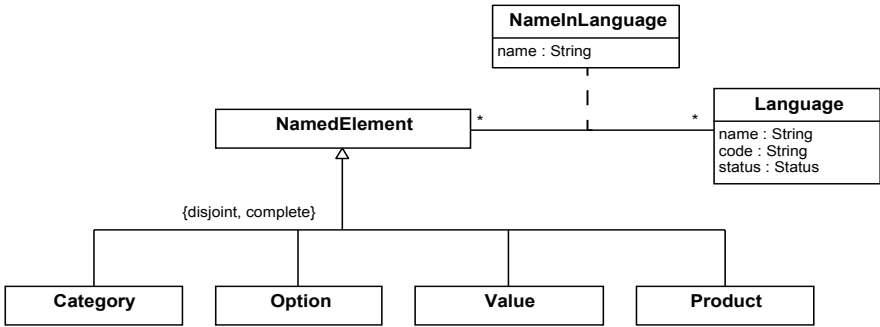 NameInLanguage
name : String
Language
name : String
code : String
status : Status
NamedElement
*
*
{disjoint, complete}
Category
Option
Value
Product